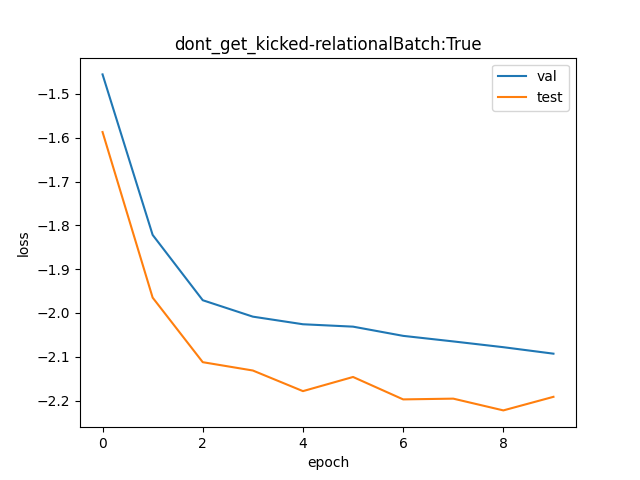 dont_get_kicked-relationalBatch:True
val
test
loss
−1.5
−1.6
−1.7
−1.8
−1.9
−2.0
−2.1
−2.2
0
2
4
6
8
epoch